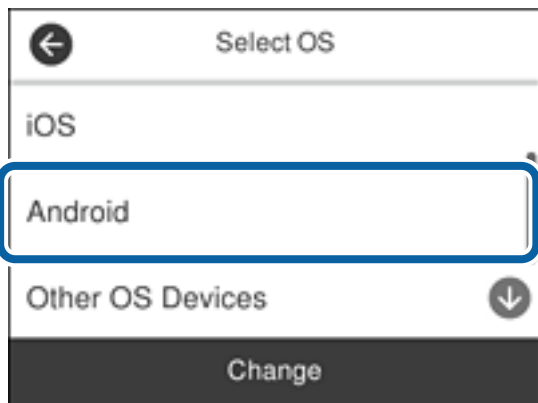 Select OS
iOS
Android
Other OS Devices
Change